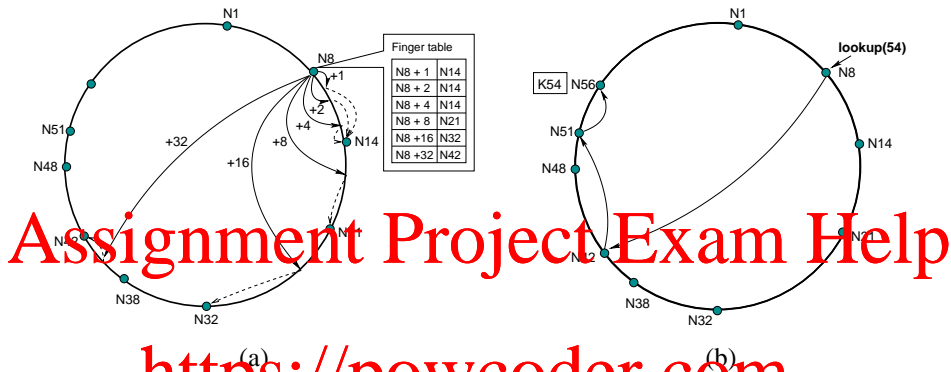 N1
N8
Finger table
N8 + 1 N14
N8 + 2 N14
N8 + 4 N14
N8 + 8 N21
N8 +16 N32
N8 +32 N42
+1
+2
+4
+8
+16
+32
N14
N51
N48
N38
N32
(a)
N1
lookup(54)
N8
K54 N56
N51
N48
N14
N21
N42
N38
N32
(b)
Assignment Project Exam Help
https://powcoder.com